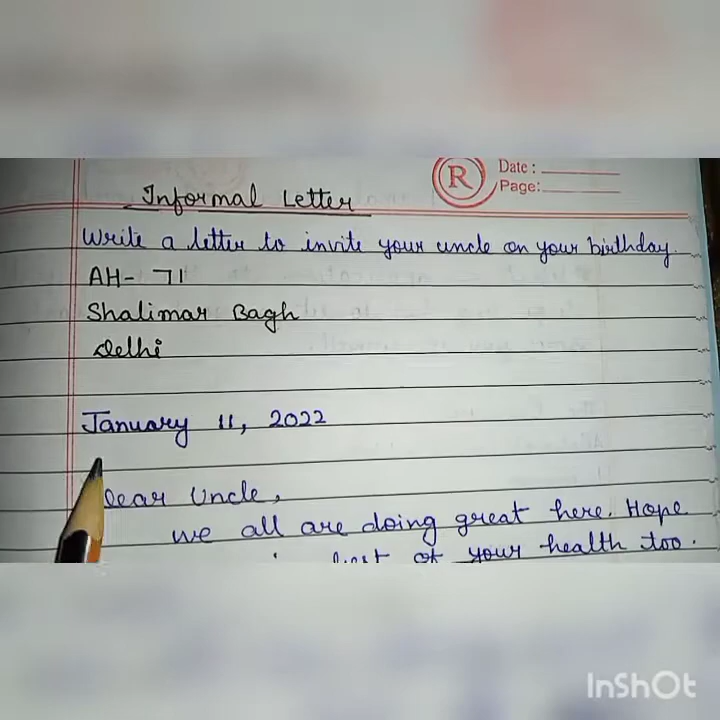 R
Date :
Page:
Informal Letter
Write a letter to invite your uncle on your birthday.
AH- 71
Shalimar Bagh
Delhi
January 11, 2022
Dear Uncle,
we all are doing great here. Hope
best of your health too.
InShOt